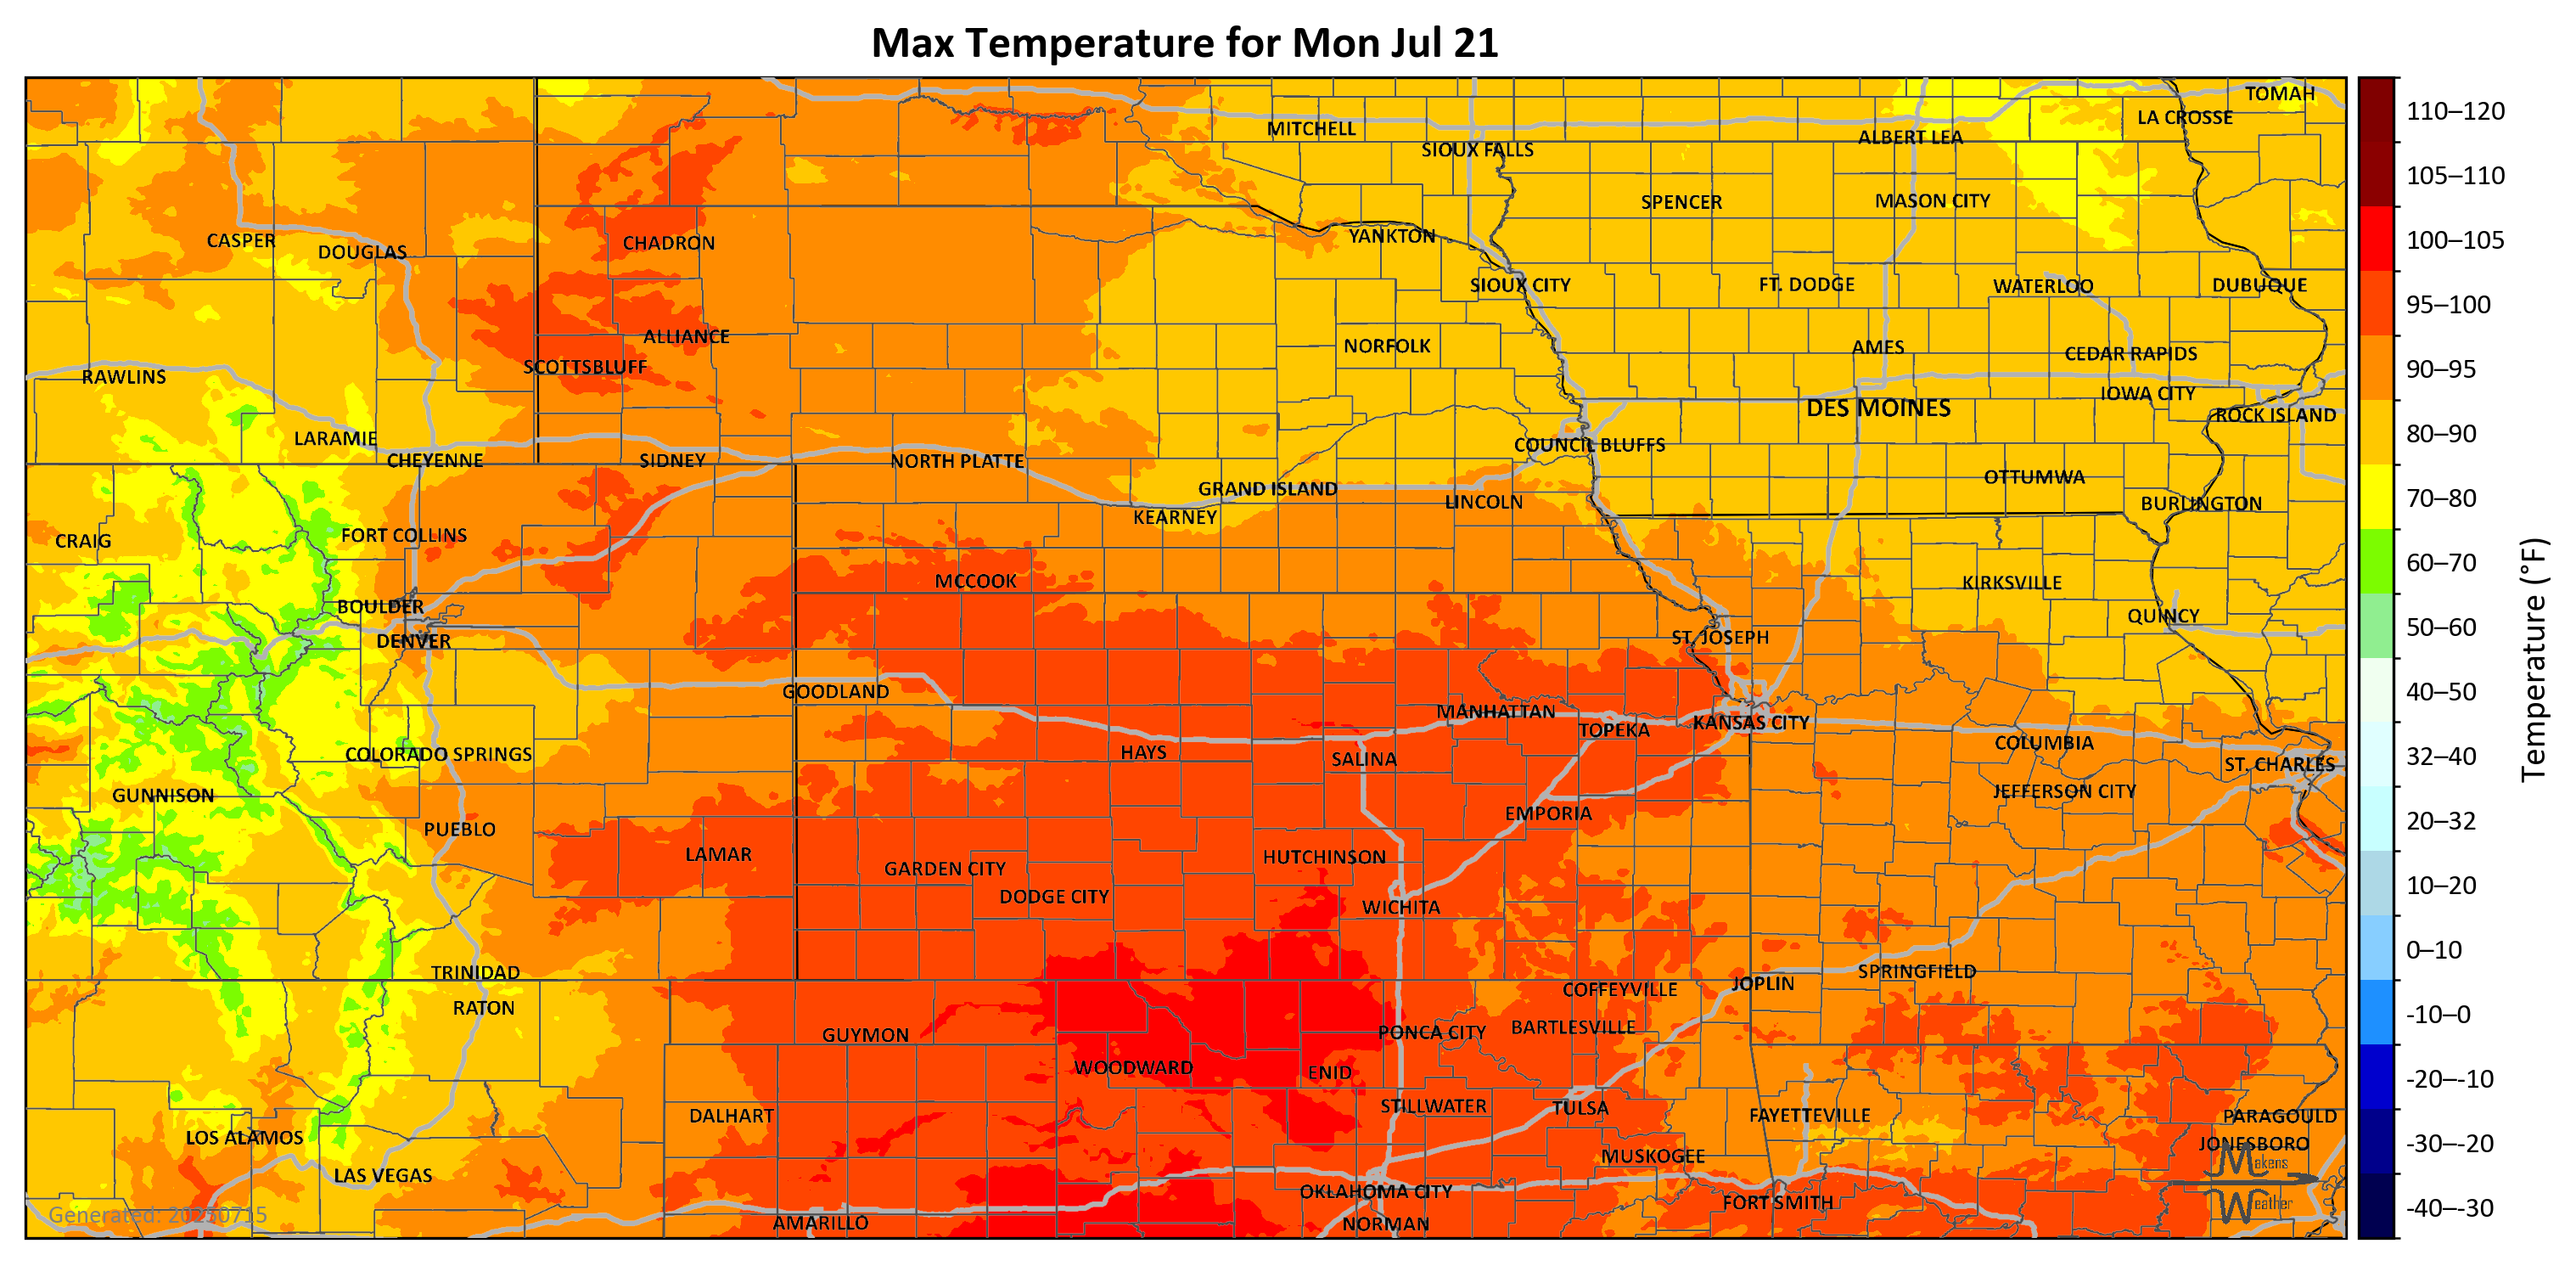 Max Temperature for Mon Jul 21
TOMAH
LA CROSSE
MITCHELL
ALBERT LEA
SIOUX FALLS
SPENCER
MASON CITY
CASPER
DOUGLAS
CHADRON
YANKTON
SIOUX CITY
FT. DODGE
WATERLOO
DUBUQUE
ALLIANCE
NORFOLK
AMES
CEDAR RAPIDS
SCOTTSBLUFF
RAWLINS
IOWA CITY
DES MOINES
ROCK ISLAND
LARAMIE
COUNCIL BLUFFS
CHEYENNE
SIDNEY
NORTH PLATTE
OTTUMWA
GRAND ISLAND
LINCOLN
BURLINGTON
KEARNEY
FORT COLLINS
CRAIG
MCCOOK
KIRKSVILLE
BOULDER
QUINCY
DENVER
ST. JOSEPH
GOODLAND
MANHATTAN
TOPEKA
KANSAS CITY
COLUMBIA
HAYS
SALINA
COLORADO SPRINGS
ST. CHARLES
GUNNISON
JEFFERSON CITY
EMPORIA
PUEBLO
LAMAR
HUTCHINSON
GARDEN CITY
DODGE CITY
WICHITA
TRINIDAD
SPRINGFIELD
JOPLIN
COFFEYVILLE
RATON
GUYMON
PONCA CITY
BARTLESVILLE
WOODWARD
ENID
STILLWATER
TULSA
DALHART
FAYETTEVILLE
PARAGOULD
LOS ALAMOS
JONESBORO
MUSKOGEE
LAS VEGAS
OKLAHOMA CITY
FORT SMITH
AMARILLO
NORMAN
Generated: 20250715
Makens
Weather
110–120
105–110
100–105
95–100
90–95
80–90
70–80
60–70
50–60
40–50
32–40
20–32
10–20
0–10
-10–0
-20–-10
-30–-20
-40–-30
Temperature (°F)